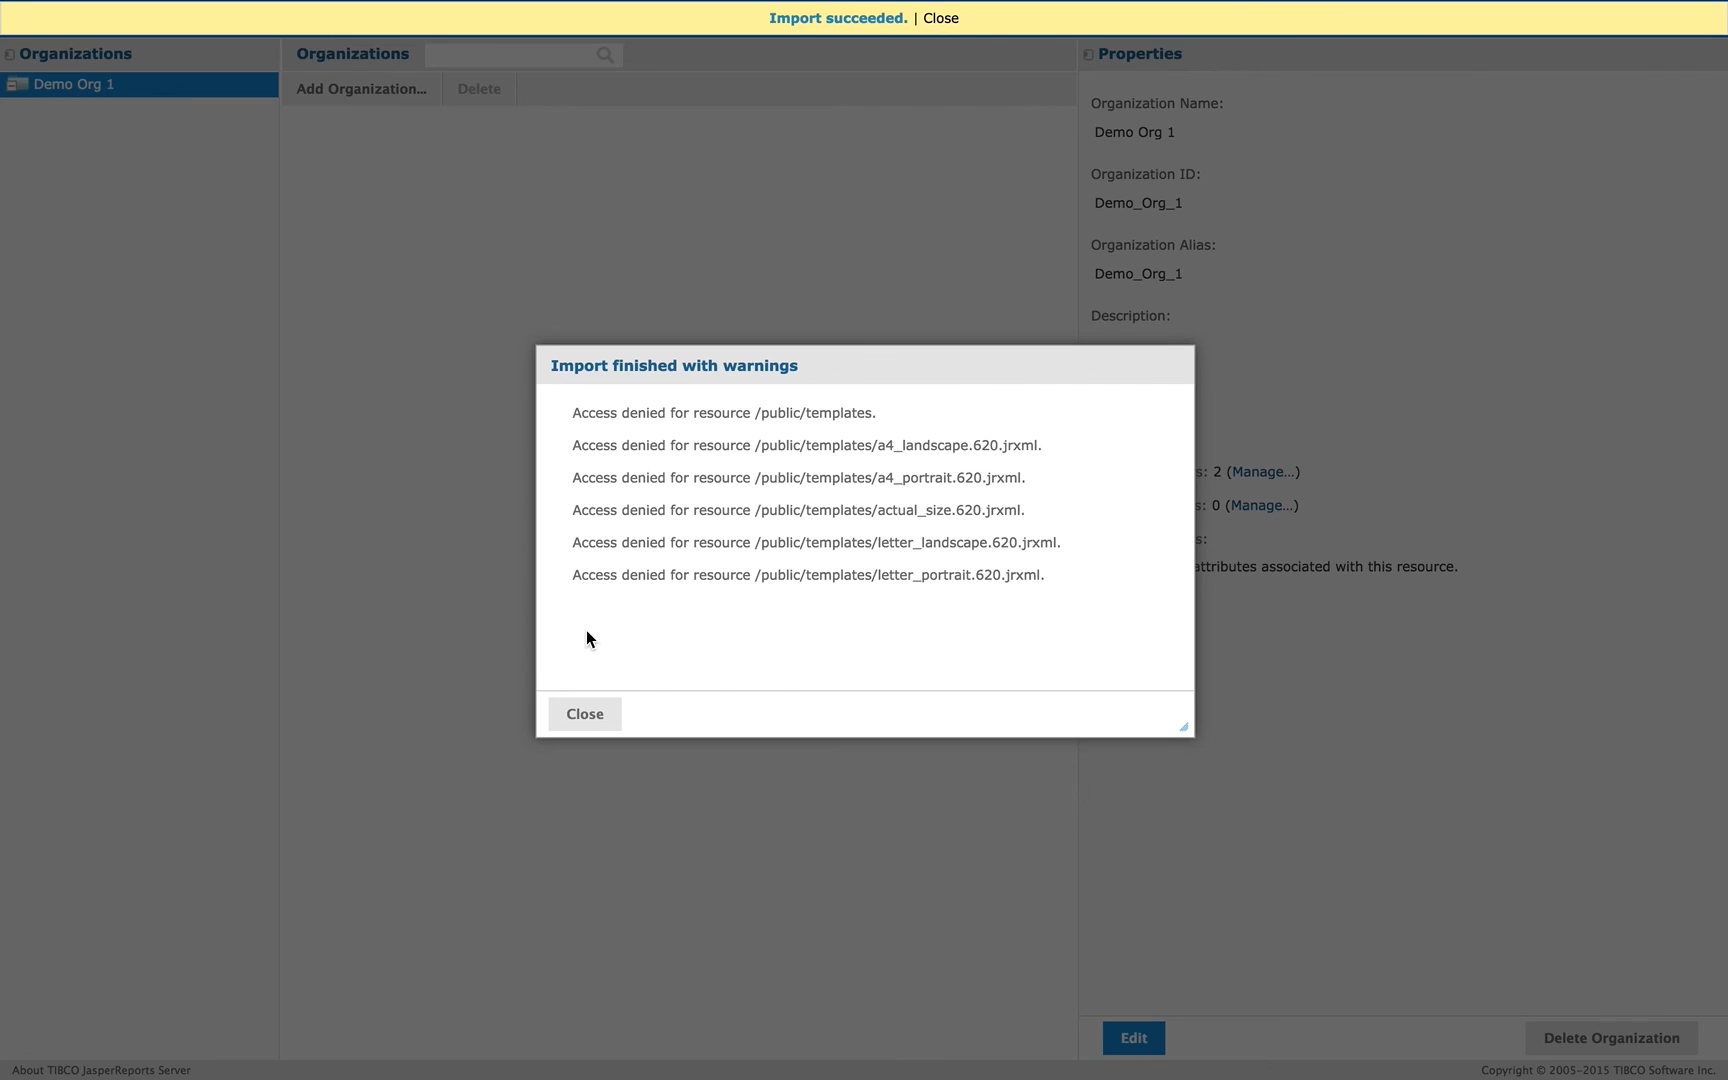 Import succeeded. | Close
Organizations
Demo Org 1
Organizations
Add Organization...
Delete
Properties
Organization Name:
Demo Org 1
Organization ID:
Demo_Org_1
Organization Alias:
Demo_Org_1
Description:
s: 2 (Manage...)
s: 0 (Manage...)
s:
attributes associated with this resource.
Import finished with warnings
Access denied for resource /public/templates.
Access denied for resource /public/templates/a4_landscape.620.jrxml.
Access denied for resource /public/templates/a4_portrait.620.jrxml.
Access denied for resource /public/templates/actual_size.620.jrxml.
Access denied for resource /public/templates/letter_landscape.620.jrxml.
Access denied for resource /public/templates/letter_portrait.620.jrxml.
Close
Edit
Delete Organization
About TIBCO JasperReports Server
Copyright © 2005-2015 TIBCO Software Inc.